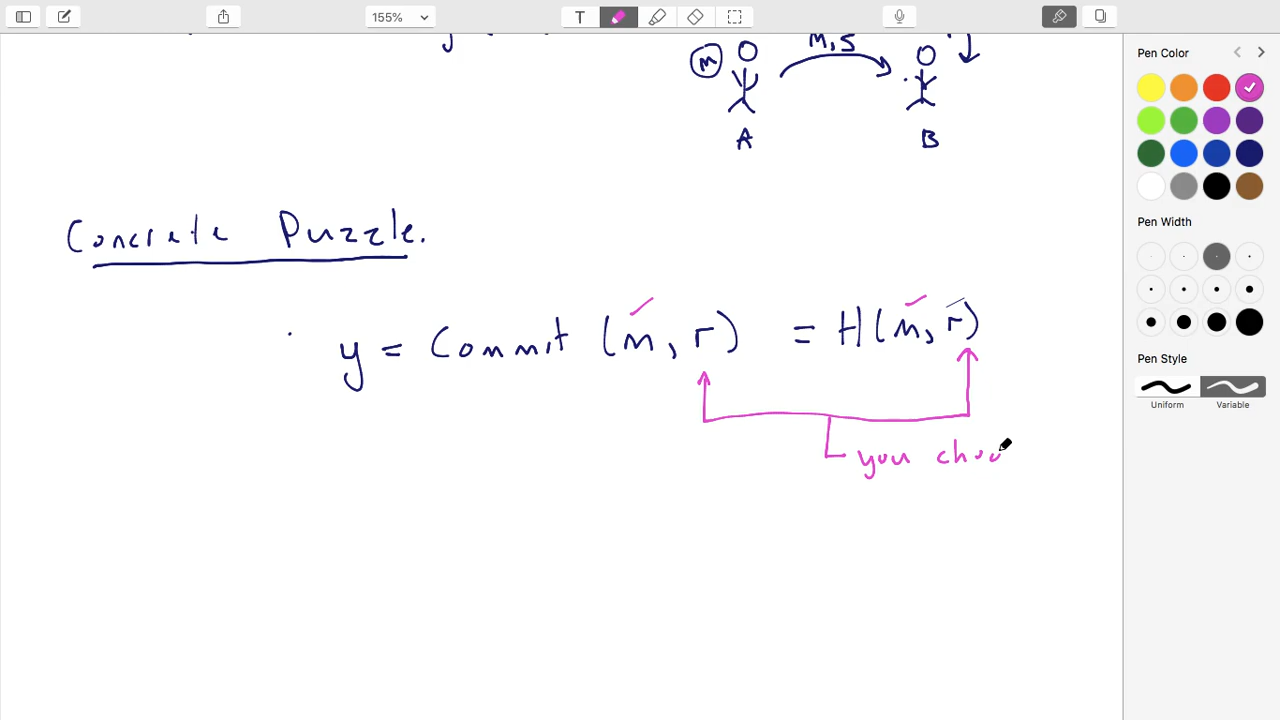 155%
T
M, S
m
A
B
Concrete Puzzle.
y = Commit (m, r) = H(m, r)
you choo
Pen Color
Pen Width
Pen Style
Uniform
Variable